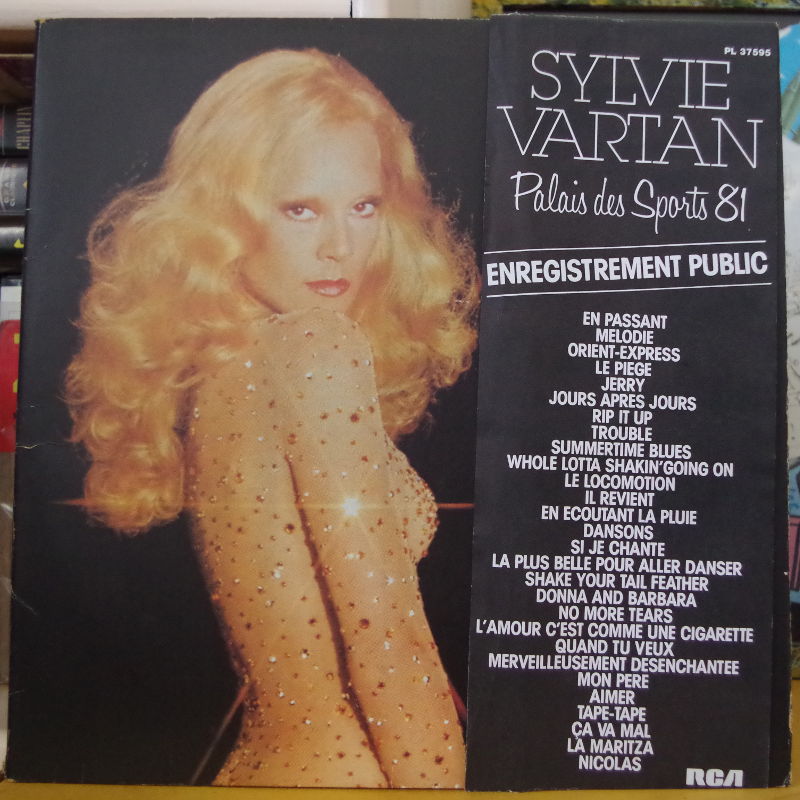 PL 37595
SYLVIE
VARTAN
Palais des Sports 81
ENREGISTREMENT PUBLIC
EN PASSANT
MELODIE
ORIENT-EXPRESS
LE PIEGE
JERRY
JOURS APRES JOURS
RIP IT UP
TROUBLE
SUMMERTIME BLUES
WHOLE LOTTA SHAKIN'GOING ON
LE LOCOMOTION
IL REVIENT
EN ECOUTANT LA PLUIE
DANSONS
SI JE CHANTE
LA PLUS BELLE POUR ALLER DANSER
SHAKE YOUR TAIL FEATHER
DONNA AND BARBARA
NO MORE TEARS
L'AMOUR C'EST COMME UNE CIGARETTE
QUAND TU VEUX
MERVEILLEUSEMENT DESENCHANTEE
MON PERE
AIMER
TAPE-TAPE
ÇA VA MAL
LA MARITZA
NICOLAS
RCA
CHAPLIN